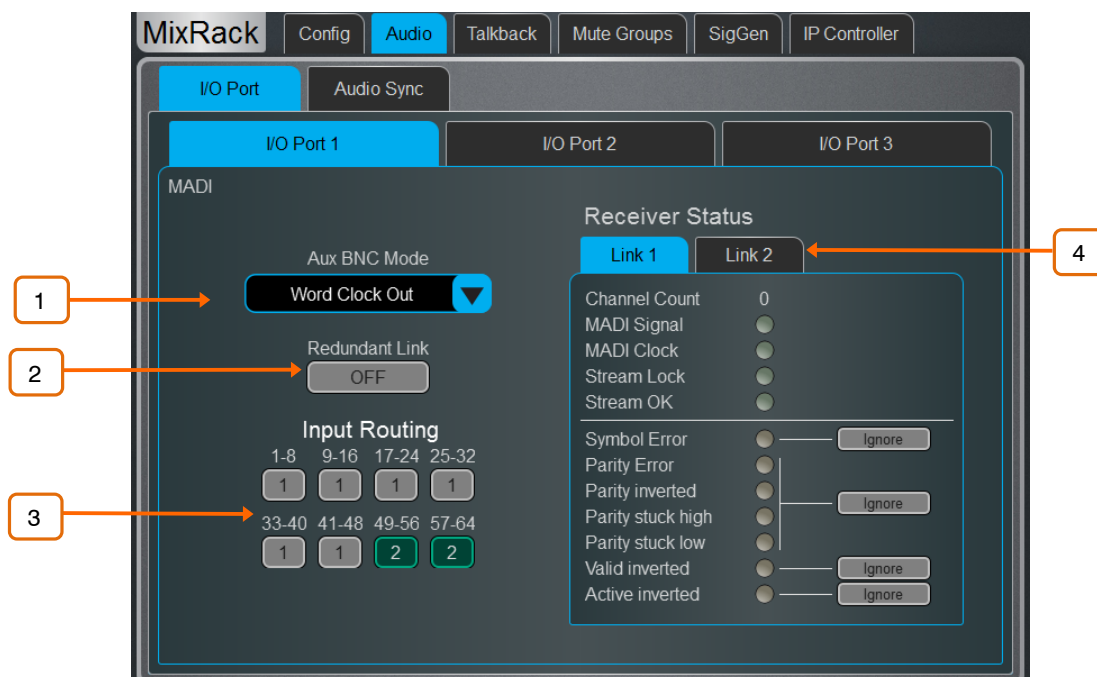 MixRack Config Audio Talkback Mute Groups SigGen IP Controller
I/O Port Audio Sync
I/O Port 1 I/O Port 2 I/O Port 3
MADI
Aux BNC Mode
Word Clock Out
Redundant Link
OFF
Input Routing
1-8 9-16 17-24 25-32
1 1 1 1
33-40 41-48 49-56 57-64
1 1 2 2
Receiver Status
Link 1 Link 2
Channel Count 0
MADI Signal
MADI Clock
Stream Lock
Stream OK
Symbol Error Ignore
Parity Error
Parity inverted
Ignore
Parity stuck high
Parity stuck low
Valid inverted Ignore
Active inverted Ignore
1
2
3
4